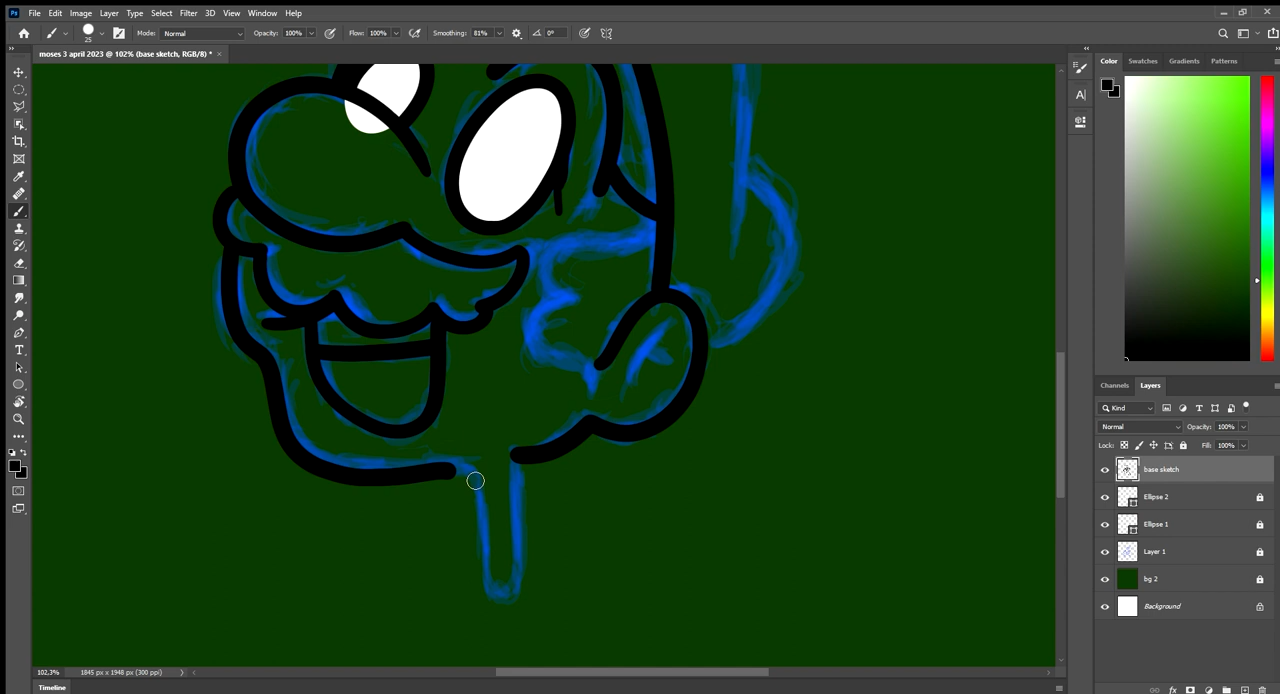 Ps File Edit Image Layer Type Select Filter 3D View Window Help
25 Mode: Normal Opacity: 100% Flow: 100% Smoothing: 81% 0°
moses 3 april 2023 @ 102% (base sketch, RGB/8) * ×
Color Swatches Gradients Patterns
Channels Layers
Kind
Normal Opacity: 100%
Lock: Fill: 100%
base sketch
Ellipse 2
Ellipse 1
Layer 1
bg 2
Background
102,3% 1845 px x 1948 px (300 ppi)
Timeline
fx